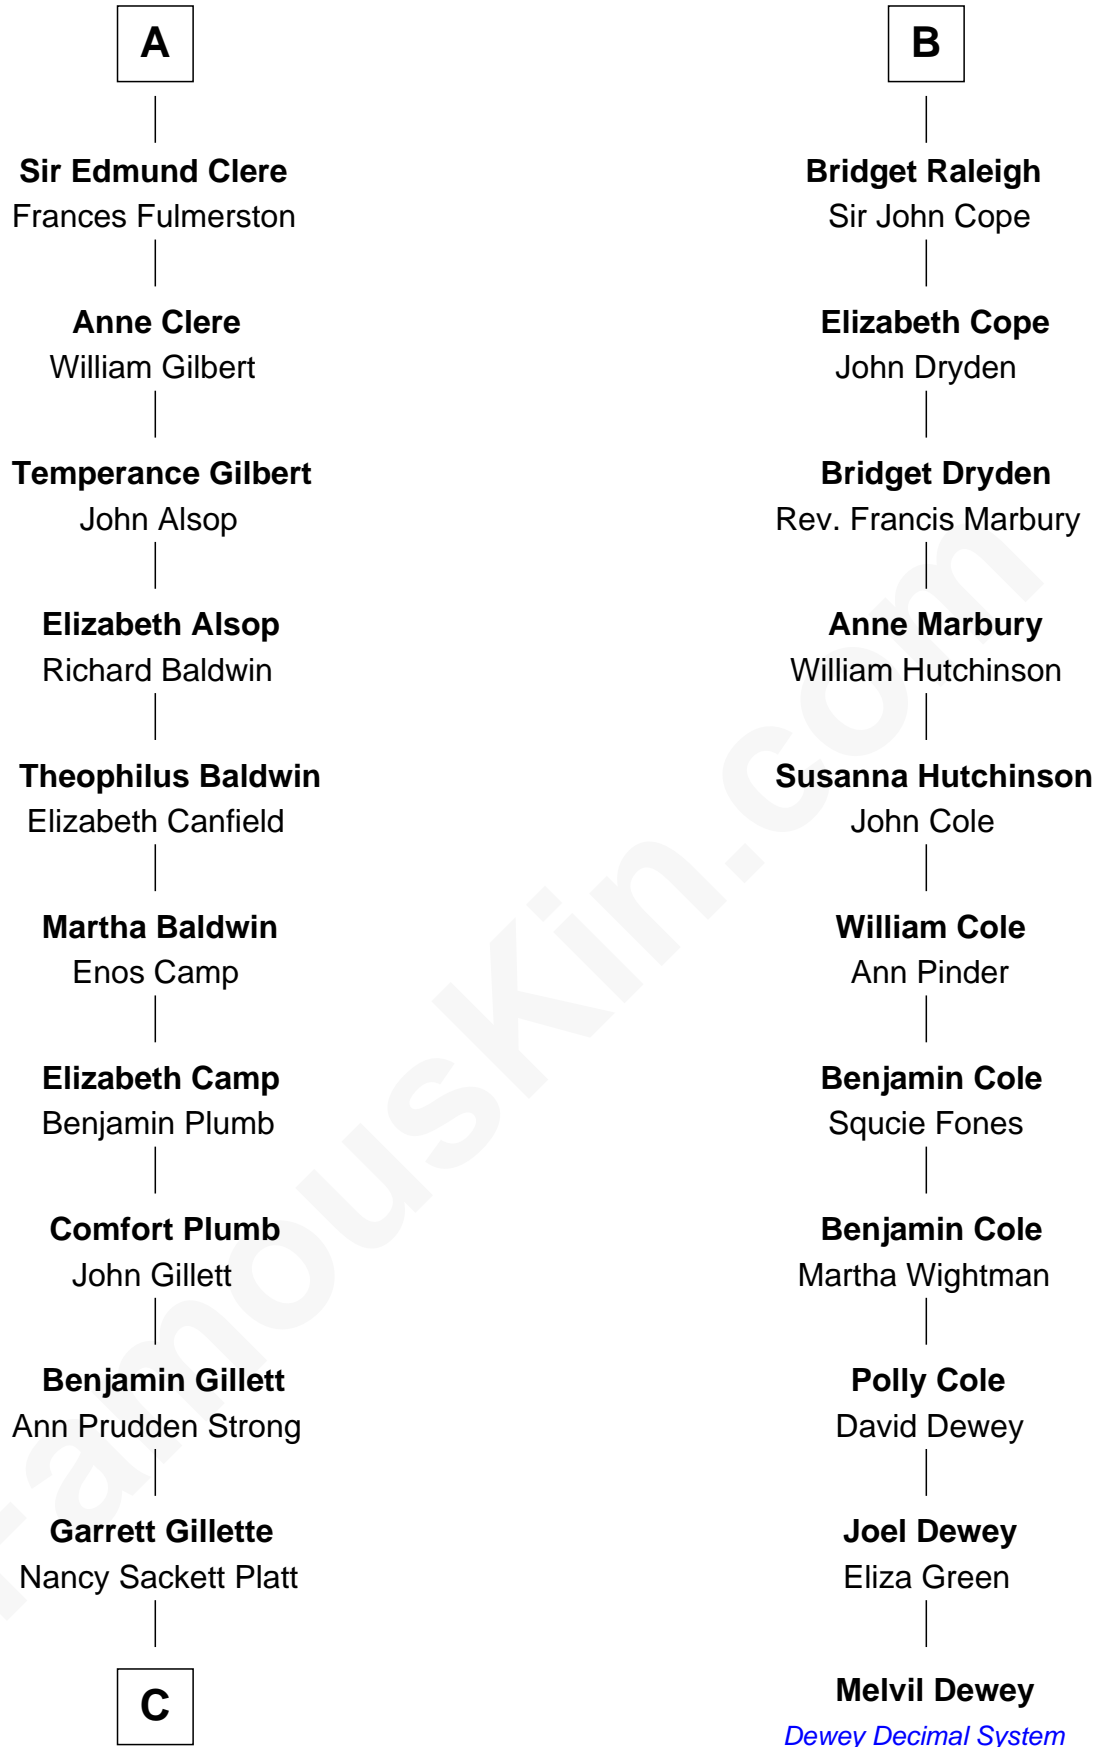 A
Sir Edmund Clere
Frances Fulmerston
Anne Clere
William Gilbert
Temperance Gilbert
John Alsop
Elizabeth Alsop
Richard Baldwin
Theophilus Baldwin
Elizabeth Canfield
Martha Baldwin
Enos Camp
Elizabeth Camp
Benjamin Plumb
Comfort Plumb
John Gillett
Benjamin Gillett
Ann Prudden Strong
Garrett Gillette
Nancy Sackett Platt
C
B
Bridget Raleigh
Sir John Cope
Elizabeth Cope
John Dryden
Bridget Dryden
Rev. Francis Marbury
Anne Marbury
William Hutchinson
Susanna Hutchinson
John Cole
William Cole
Ann Pinder
Benjamin Cole
Squcie Fones
Benjamin Cole
Martha Wightman
Polly Cole
David Dewey
Joel Dewey
Eliza Green
Melvil Dewey
Dewey Decimal System
FamousKin.com